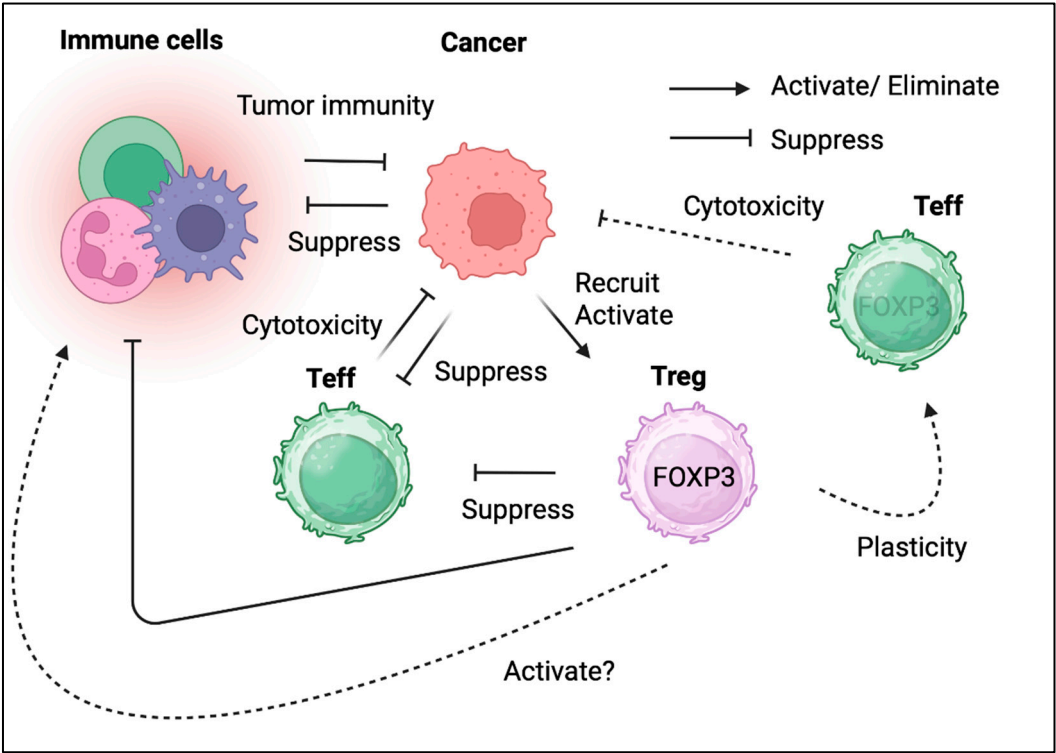 Immune cells
Cancer
Tumor immunity
Activate/ Eliminate
Suppress
Suppress
Cytotoxicity
Teff
FOXP3
Recruit
Activate
Cytotoxicity
Suppress
Teff
Treg
FOXP3
Suppress
Plasticity
Activate?